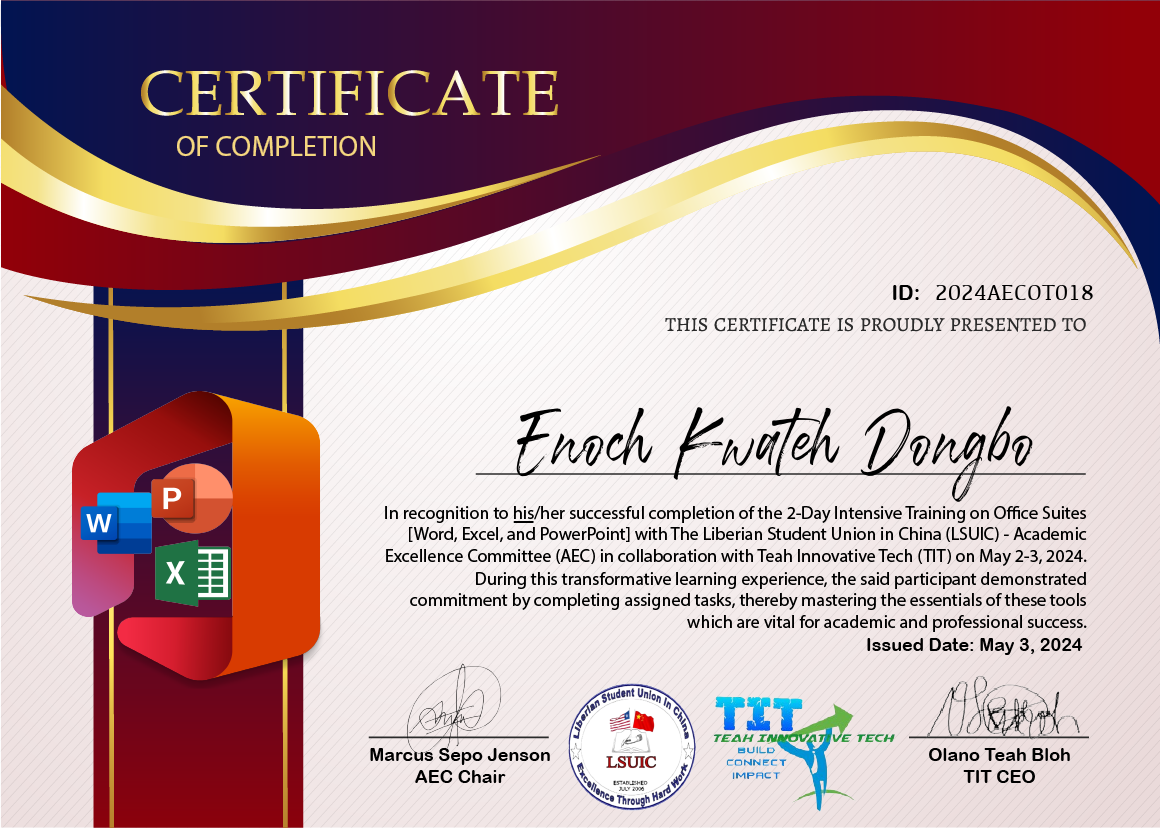 CERTIFICATE
OF COMPLETION
ID: 2024AECOT018
THIS CERTIFICATE IS PROUDLY PRESENTED TO
Enoch Kwateh Dongbo
In recognition to his/her successful completion of the 2-Day Intensive Training on Office Suites
[Word, Excel, and PowerPoint] with The Liberian Student Union in China (LSUIC) - Academic
Excellence Committee (AEC) in collaboration with Teah Innovative Tech (TIT) on May 2-3, 2024.
During this transformative learning experience, the said participant demonstrated
commitment by completing assigned tasks, thereby mastering the essentials of these tools
which are vital for academic and professional success.
Issued Date: May 3, 2024
P
W
X
Marcus Sepo Jenson
AEC Chair
Liberian Student Union in China
LSUIC
ESTABLISHED
JULY 2006
Excellence Through Hard Work
TIT
TEAH INNOVATIVE TECH
BUILD
CONNECT
IMPACT
Olano Teah Bloh
TIT CEO